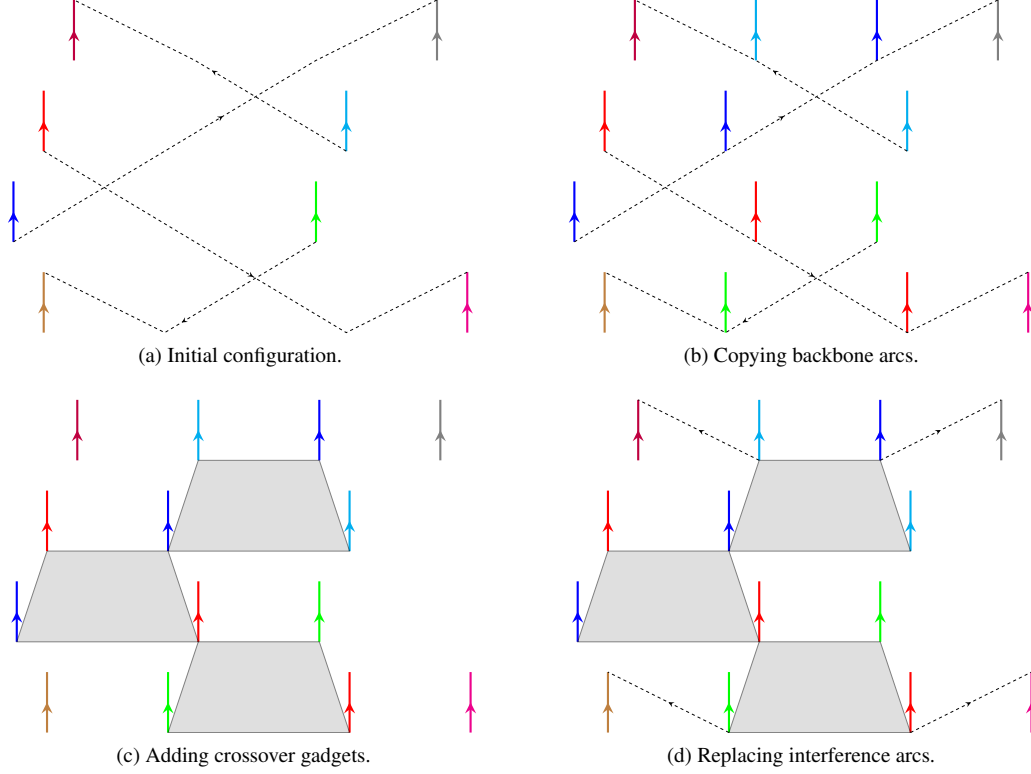 (a) Initial configuration.
(b) Copying backbone arcs.
(c) Adding crossover gadgets.
(d) Replacing interference arcs.